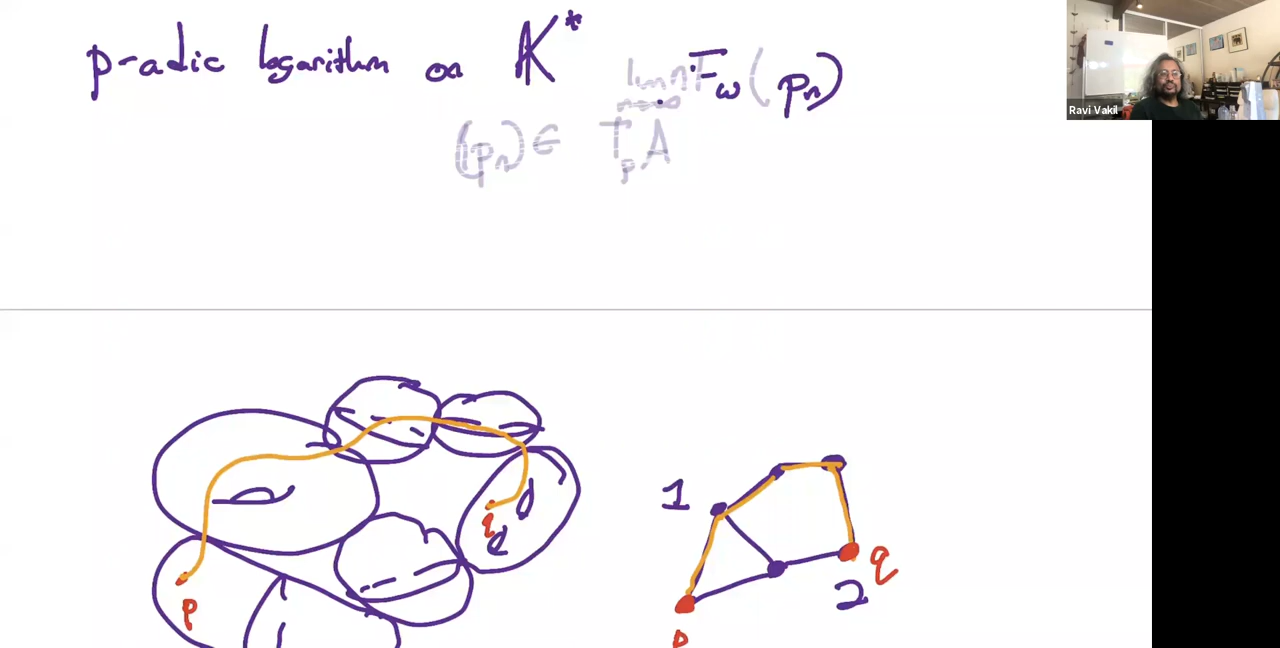 p-adic logarithm on K*
lim n F_ω(p_n)
n→∞
(p_n) ∈ T_p A
Ravi Vakil
1
q
p
q
2
p